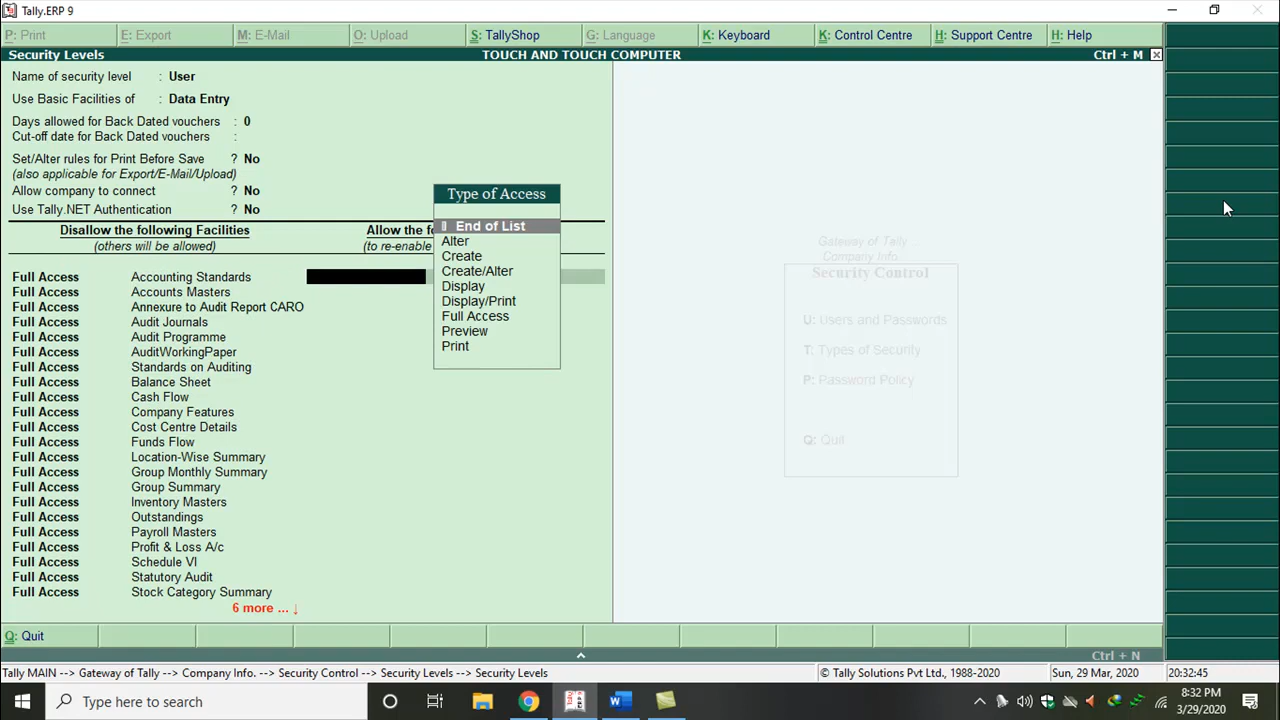 Tally.ERP 9
P: Print E: Export M: E-Mail O: Upload S: TallyShop G: Language K: Keyboard K: Control Centre H: Support Centre H: Help
Security Levels TOUCH AND TOUCH COMPUTER Ctrl + M
Name of security level : User
Use Basic Facilities of : Data Entry
Days allowed for Back Dated vouchers : 0
Cut-off date for Back Dated vouchers :
Set/Alter rules for Print Before Save ? No
(also applicable for Export/E-Mail/Upload)
Allow company to connect ? No
Use Tally.NET Authentication ? No
Disallow the following Facilities Allow the fo
(others will be allowed) (to re-enable
Type of Access
End of List
Alter
Create
Create/Alter
Display
Display/Print
Full Access
Preview
Print
Full Access Accounting Standards
Full Access Accounts Masters
Full Access Annexure to Audit Report CARO
Full Access Audit Journals
Full Access Audit Programme
Full Access AuditWorkingPaper
Full Access Standards on Auditing
Full Access Balance Sheet
Full Access Cash Flow
Full Access Company Features
Full Access Cost Centre Details
Full Access Funds Flow
Full Access Location-Wise Summary
Full Access Group Monthly Summary
Full Access Group Summary
Full Access Inventory Masters
Full Access Outstandings
Full Access Payroll Masters
Full Access Profit & Loss A/c
Full Access Schedule VI
Full Access Statutory Audit
Full Access Stock Category Summary
6 more ... ↓
Gateway of Tally ...
Company Info.
Security Control
U: Users and Passwords
T: Types of Security
P: Password Policy
Q: Quit
Q: Quit
Ctrl + N
Tally MAIN --> Gateway of Tally --> Company Info. --> Security Control --> Security Levels --> Security Levels © Tally Solutions Pvt Ltd., 1988-2020 Sun, 29 Mar, 2020 20:32:45
Type here to search
8:32 PM
3/29/2020